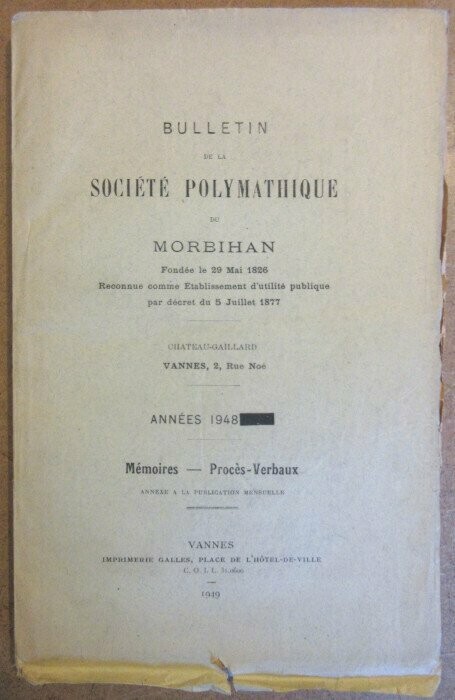 BULLETIN
DE LA
SOCIÉTÉ POLYMATHIQUE
DU
MORBIHAN
Fondée le 29 Mai 1826
Reconnue comme Etablissement d'utilité publique
par décret du 5 Juillet 1877
CHATEAU-GAILLARD
VANNES, 2, Rue Noé
ANNÉES 1948
Mémoires — Procès-Verbaux
ANNEXE A LA PUBLICATION MENSUELLE
VANNES
IMPRIMERIE GALLES, PLACE DE L'HÔTEL-DE-VILLE
C. O. I. L.
1949